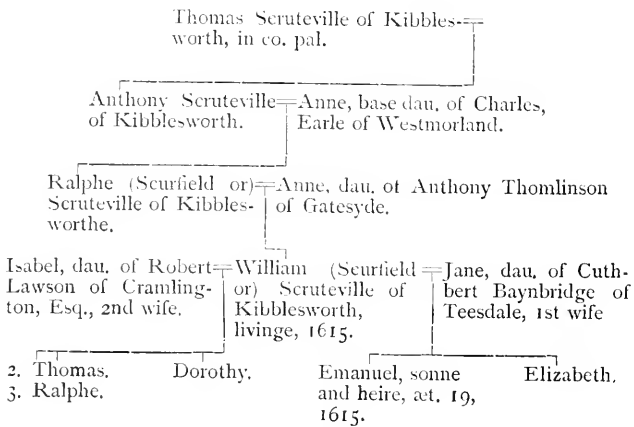 Thomas Scruteville of Kibbles-
worth, in co. pal.
Anthony Scruteville
of Kibblesworth.
Anne, base dau. of Charles,
Earle of Westmorland.
Ralphe (Scurfield or)
Scruteville of Kibbles-
worthe.
Anne, dau. of Anthony Thomlinson
of Gatesyde.
Isabel, dau. of Robert
Lawson of Cramling-
ton, Esq., 2nd wife.
William (Scurfield
or) Scruteville of
Kibblesworth,
livinge, 1615.
Jane, dau. of Cuth-
bert Baynbridge of
Teesdale, 1st wife
2. Thomas.
3. Ralphe.
Dorothy.
Emanuel, sonne
and heire, æt. 19,
1615.
Elizabeth.